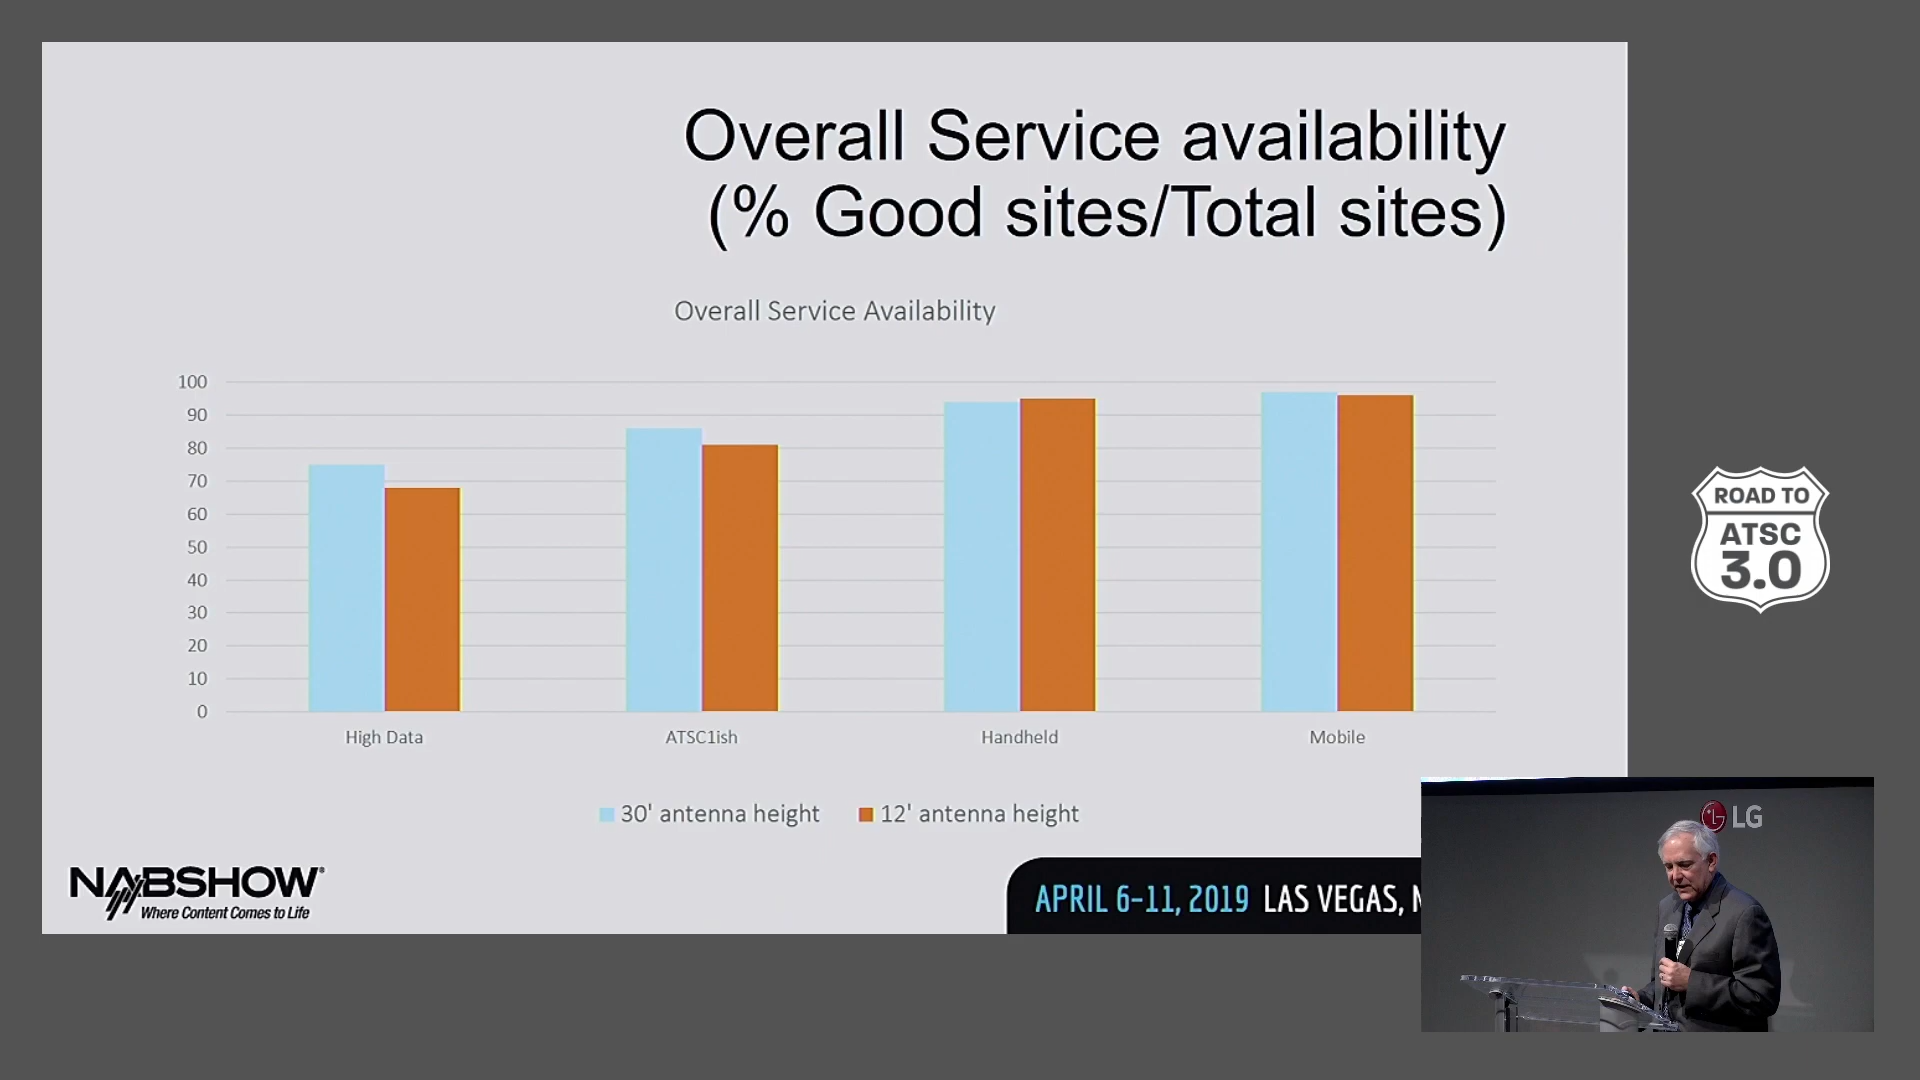 Overall Service availability
(% Good sites/Total sites)
Overall Service Availability
100
90
80
70
60
50
40
30
20
10
0
High Data
ATSC1ish
Handheld
Mobile
30' antenna height
12' antenna height
NABSHOW®
Where Content Comes to Life
APRIL 6–11, 2019 LAS VEGAS, N
ROAD TO
ATSC
3.0
LG